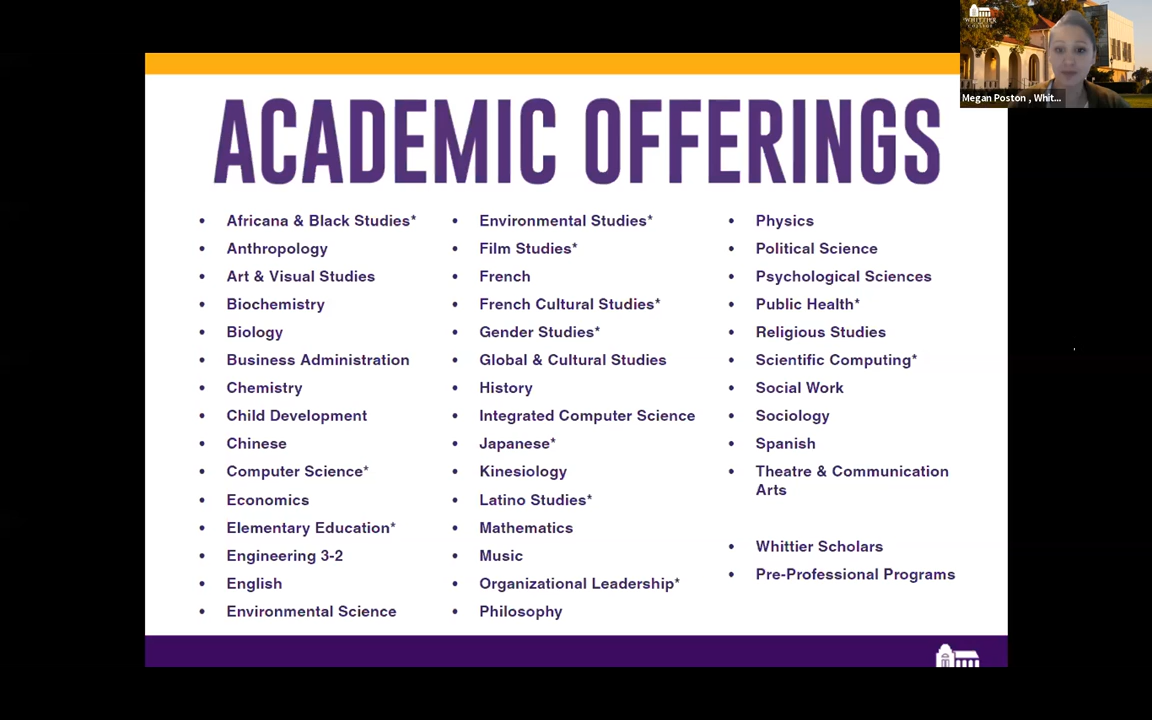 WHITTIER
COLLEGE
Megan Poston , Whit...
ACADEMIC OFFERINGS
• Africana & Black Studies*
• Anthropology
• Art & Visual Studies
• Biochemistry
• Biology
• Business Administration
• Chemistry
• Child Development
• Chinese
• Computer Science*
• Economics
• Elementary Education*
• Engineering 3-2
• English
• Environmental Science
• Environmental Studies*
• Film Studies*
• French
• French Cultural Studies*
• Gender Studies*
• Global & Cultural Studies
• History
• Integrated Computer Science
• Japanese*
• Kinesiology
• Latino Studies*
• Mathematics
• Music
• Organizational Leadership*
• Philosophy
• Physics
• Political Science
• Psychological Sciences
• Public Health*
• Religious Studies
• Scientific Computing*
• Social Work
• Sociology
• Spanish
• Theatre & Communication
Arts
• Whittier Scholars
• Pre-Professional Programs